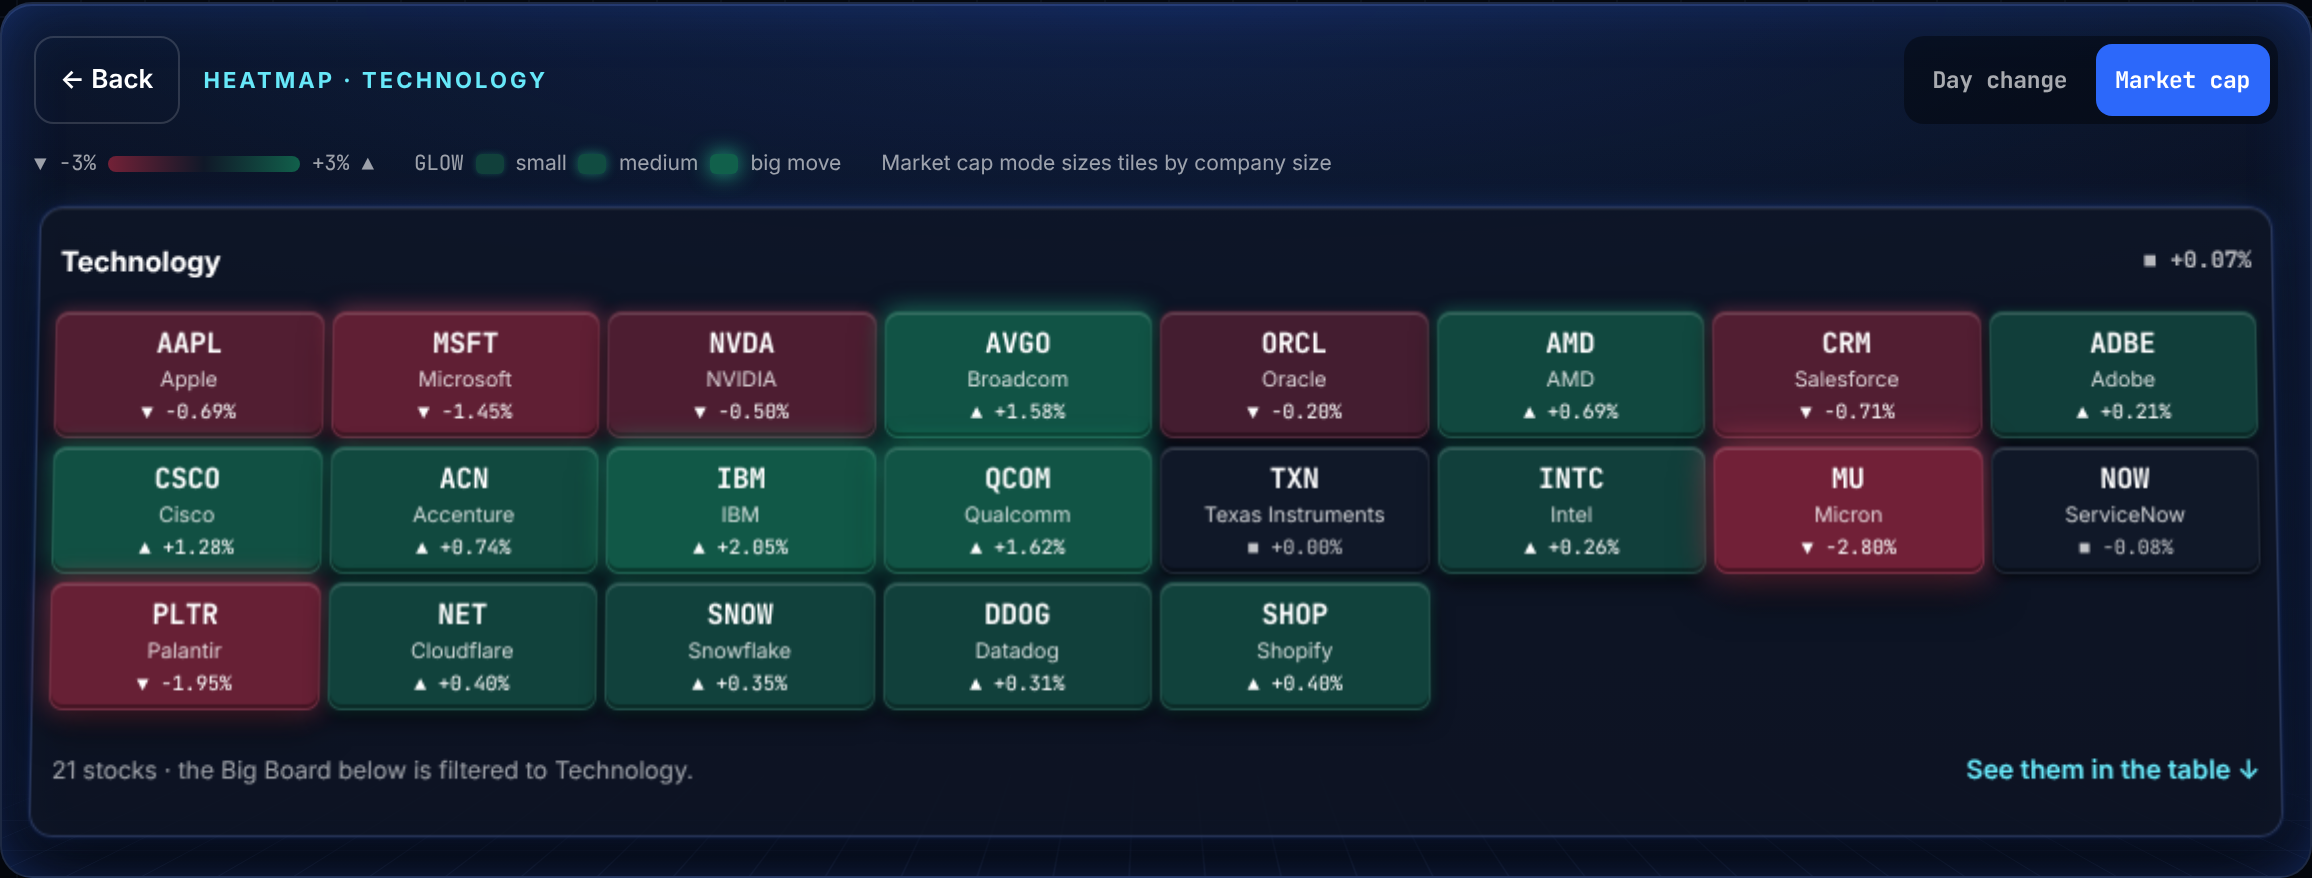 ← Back HEATMAP · TECHNOLOGY Day change Market cap
▼ -3% +3% ▲ GLOW small medium big move Market cap mode sizes tiles by company size
Technology ■ +0.07%
AAPL MSFT NVDA AVGO ORCL AMD CRM ADBE
Apple Microsoft NVIDIA Broadcom Oracle AMD Salesforce Adobe
▼ -0.69% ▼ -1.45% ▼ -0.50% ▲ +1.58% ▼ -0.20% ▲ +0.69% ▼ -0.71% ▲ +0.21%
CSCO ACN IBM QCOM TXN INTC MU NOW
Cisco Accenture IBM Qualcomm Texas Instruments Intel Micron ServiceNow
▲ +1.28% ▲ +0.74% ▲ +2.05% ▲ +1.62% ■ +0.00% ▲ +0.26% ▼ -2.80% ■ -0.08%
PLTR NET SNOW DDOG SHOP
Palantir Cloudflare Snowflake Datadog Shopify
▼ -1.95% ▲ +0.40% ▲ +0.35% ▲ +0.31% ▲ +0.40%
21 stocks · the Big Board below is filtered to Technology. See them in the table ↓